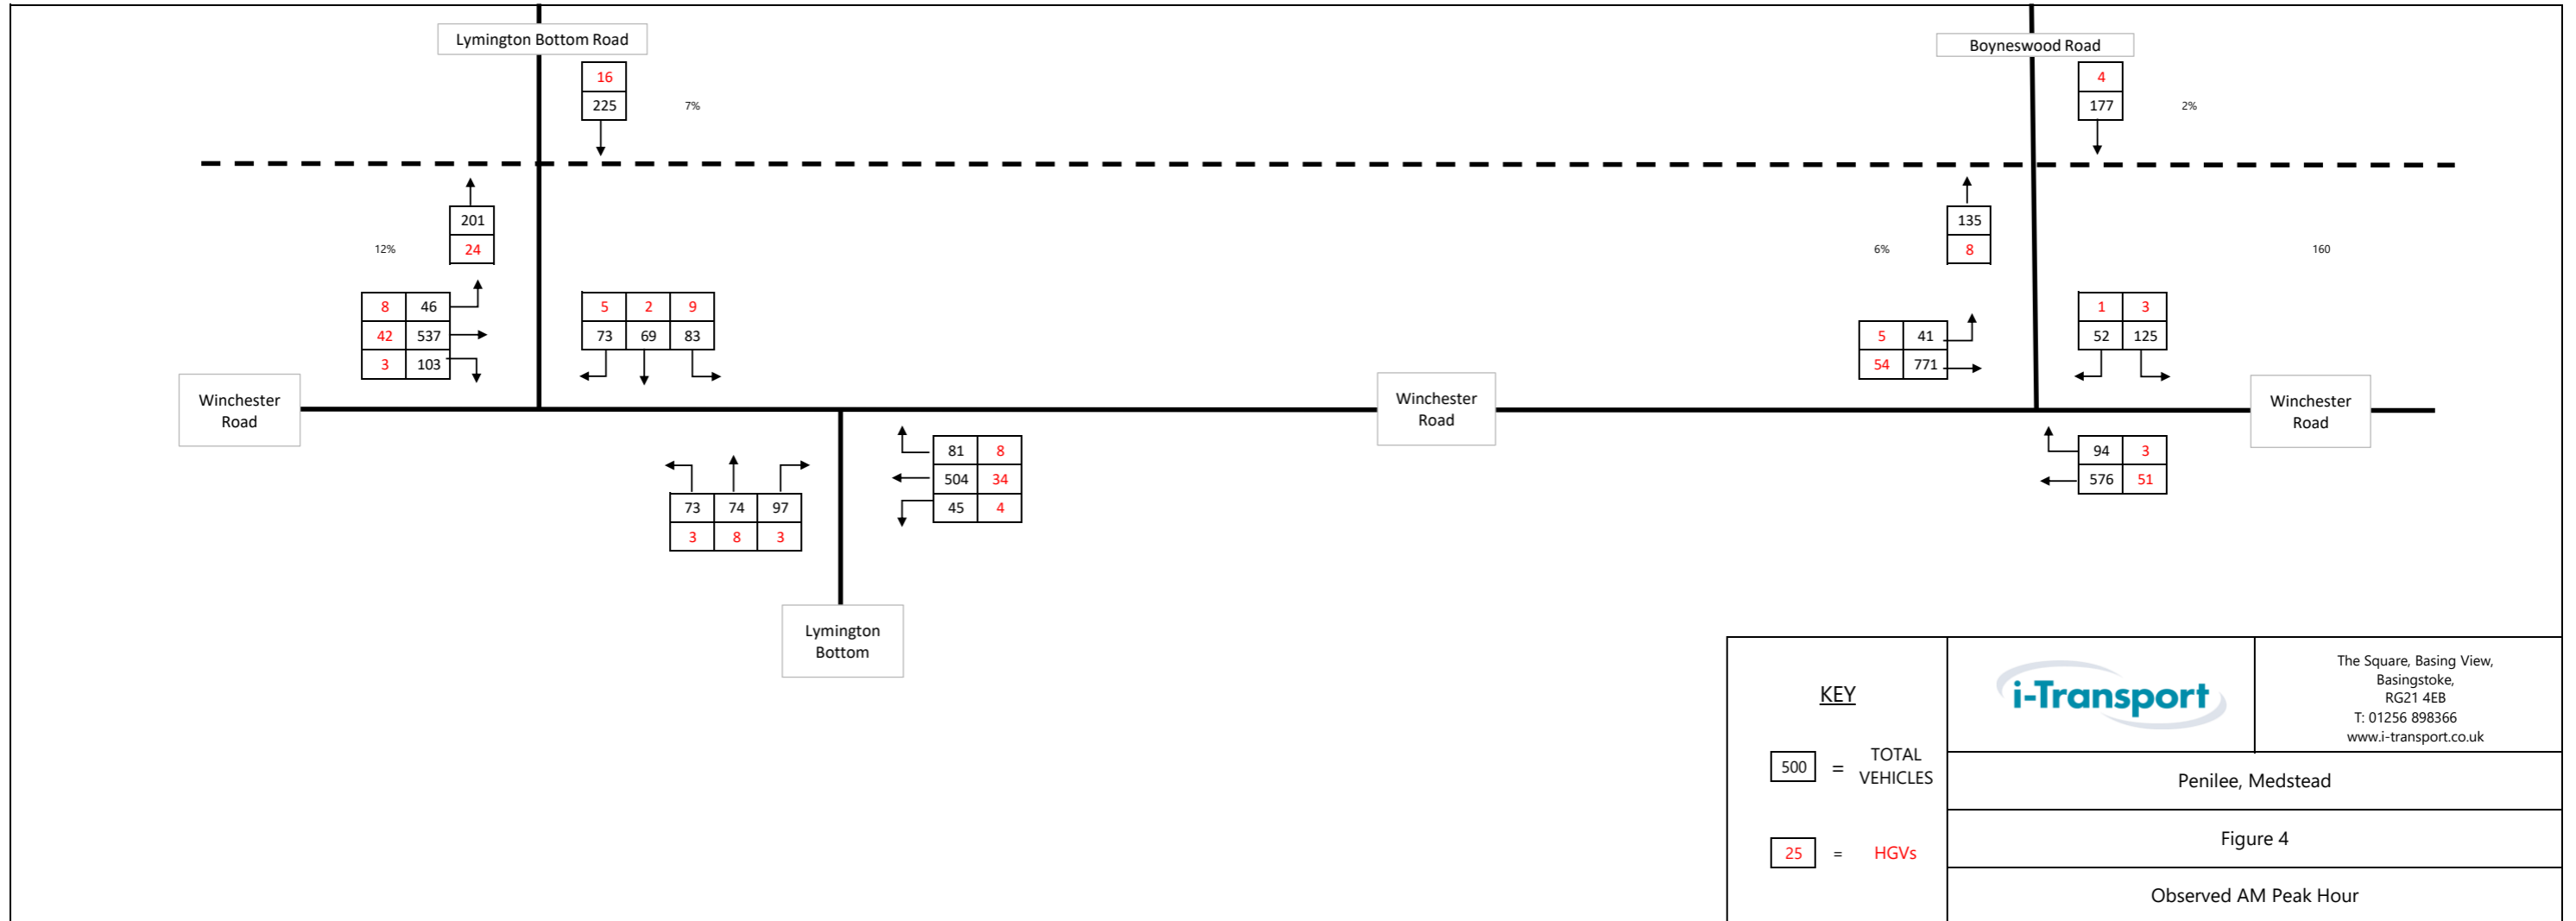 Lymington Bottom Road
Boyneswood Road
16
225
7%
4
177
2%
201
24
12%
135
8
6%
160
8 46
42 537
3 103
5 2 9
73 69 83
5 41
54 771
1 3
52 125
Winchester
Road
Winchester
Road
Winchester
Road
81 8
504 34
45 4
94 3
576 51
73 74 97
3 8 3
Lymington
Bottom
KEY
500 = TOTAL
VEHICLES
25 = HGVs
i-Transport
The Square, Basing View,
Basingstoke,
RG21 4EB
T: 01256 898366
www.i-transport.co.uk
Penilee, Medstead
Figure 4
Observed AM Peak Hour